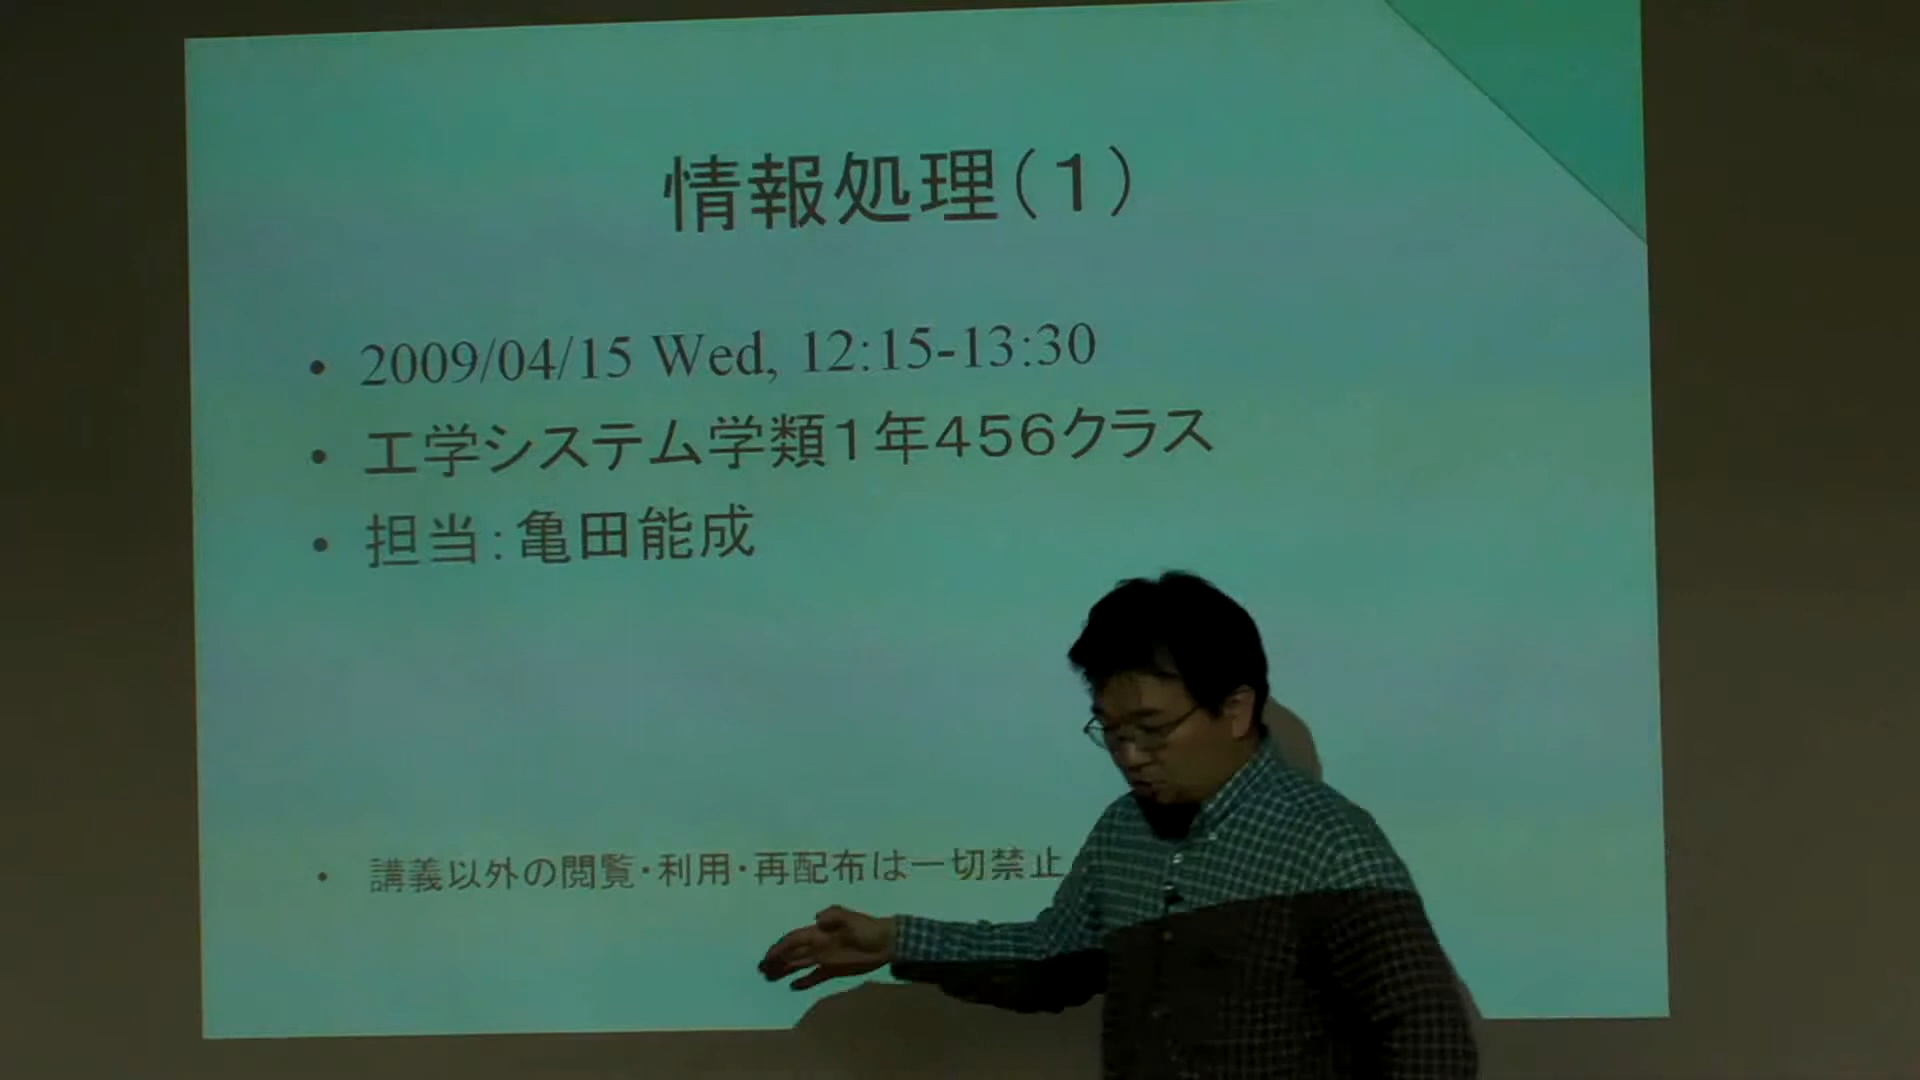 情報処理(1)
• 2009/04/15 Wed, 12:15-13:30
• 工学システム学類1年456クラス
• 担当:亀田能成
• 講義以外の閲覧・利用・再配布は一切禁止